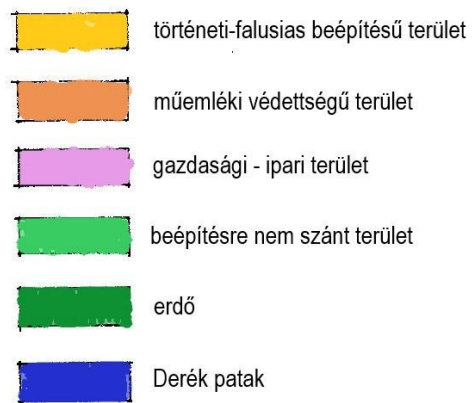 történeti-falusias beépítésű terület
műemléki védettségű terület
gazdasági - ipari terület
beépítésre nem szánt terület
erdő
Derék patak